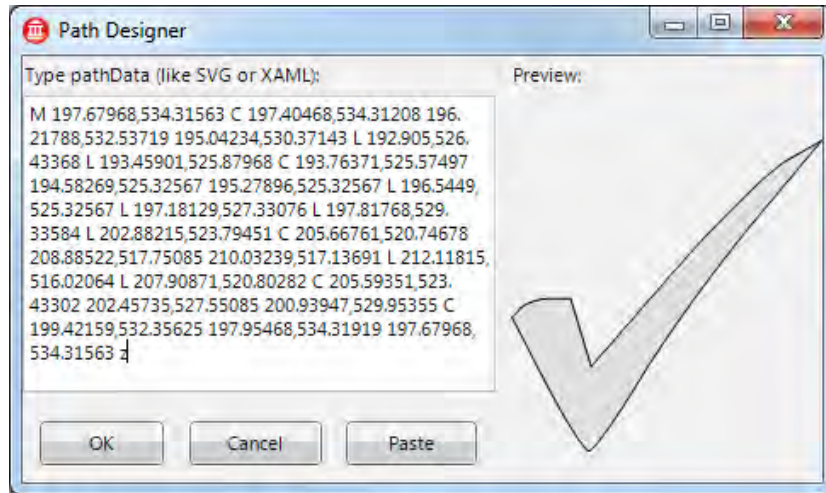 Path Designer
Type pathData (like SVG or XAML):
Preview:
M 197.67968,534.31563 C 197.40468,534.31208 196.
21788,532.53719 195.04234,530.37143 L 192.905,526.
43368 L 193.45901,525.87968 C 193.76371,525.57497
194.58269,525.32567 195.27896,525.32567 L 196.5449,
525.32567 L 197.18129,527.33076 L 197.81768,529.
33584 L 202.88215,523.79451 C 205.66761,520.74678
208.88522,517.75085 210.03239,517.13691 L 212.11815,
516.02064 L 207.90871,520.80282 C 205.59351,523.
43302 202.45735,527.55085 200.93947,529.95355 C
199.42159,532.35625 197.95468,534.31919 197.67968,
534.31563 z
OK
Cancel
Paste